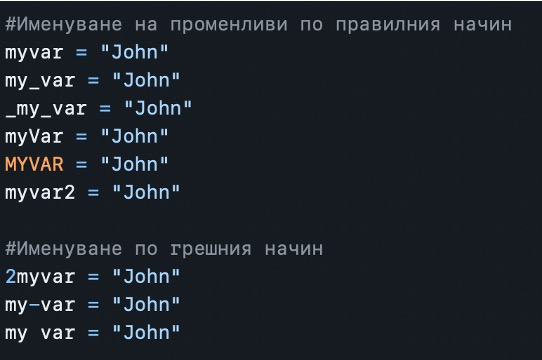 #Именуване на променливи по правилния начин
myvar = "John"
my_var = "John"
_my_var = "John"
myVar = "John"
MYVAR = "John"
myvar2 = "John"
#Именуване по грешния начин
2myvar = "John"
my-var = "John"
my var = "John"